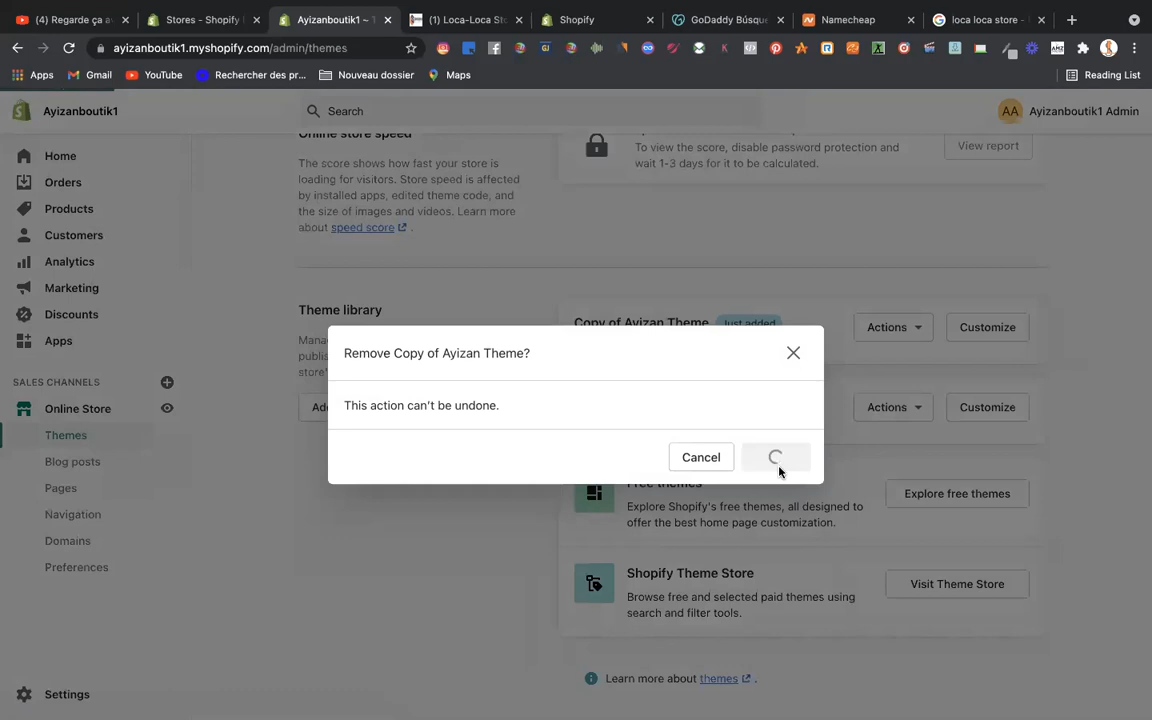 (4) Regarde ça av
Stores - Shopify
Ayizanboutik1 ~ T
(1) Loca-Loca Sto
Shopify
GoDaddy Búsque
Namecheap
loca loca store -
ayizanboutik1.myshopify.com/admin/themes
Apps
Gmail
YouTube
Rechercher des pr...
Nouveau dossier
Maps
Reading List
Ayizanboutik1
Search
AA
Ayizanboutik1 Admin
Home
Orders
Products
Customers
Analytics
Marketing
Discounts
Apps
SALES CHANNELS
Online Store
Themes
Blog posts
Pages
Navigation
Domains
Preferences
Settings
Online store speed
The score shows how fast your store is
loading for visitors. Store speed is affected
by installed apps, edited theme code, and
the size of images and videos. Learn more
about speed score .
To view the score, disable password protection and
wait 1-3 days for it to be calculated.
View report
Theme library
Copy of Ayizan Theme
Just added
Actions
Customize
Remove Copy of Ayizan Theme?
This action can't be undone.
Cancel
Actions
Customize
Free themes
Explore Shopify's free themes, all designed to
offer the best home page customization.
Explore free themes
Shopify Theme Store
Browse free and selected paid themes using
search and filter tools.
Visit Theme Store
Learn more about themes .